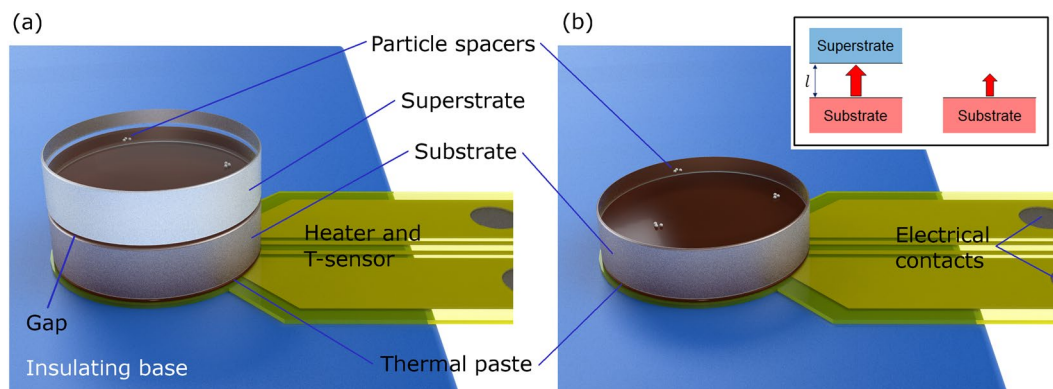 (a)
(b)
Particle spacers
Superstrate
Substrate
Heater and
T-sensor
Gap
Insulating base
Thermal paste
Electrical
contacts
Superstrate
l
Substrate
Substrate